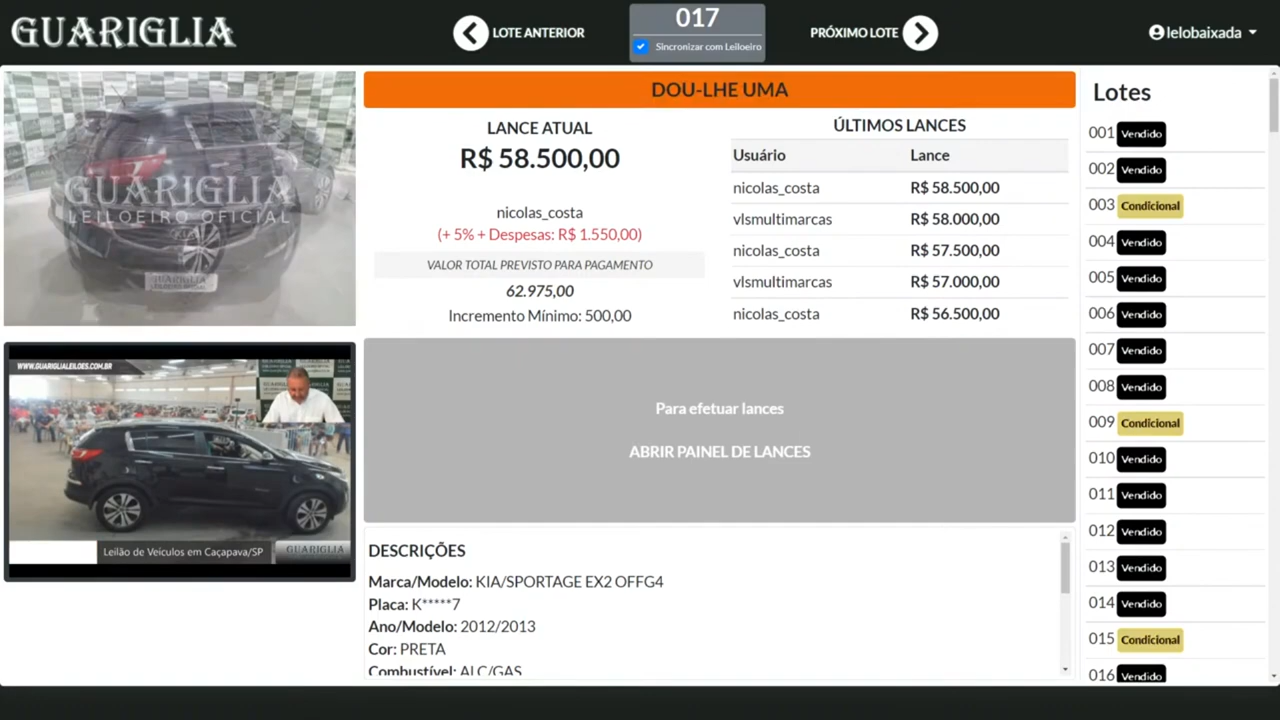 GUARIGLIA
LOTE ANTERIOR
017
Sincronizar com Leiloeiro
PRÓXIMO LOTE
lelobaixada
GUARIGLIA
LEILOEIRO OFICIAL
DOU-LHE UMA
LANCE ATUAL
R$ 58.500,00
nicolas_costa
(+ 5% + Despesas: R$ 1.550,00)
VALOR TOTAL PREVISTO PARA PAGAMENTO
62.975,00
Incremento Mínimo: 500,00
ÚLTIMOS LANCES
Usuário Lance
nicolas_costa R$ 58.500,00
vlsmultimarcas R$ 58.000,00
nicolas_costa R$ 57.500,00
vlsmultimarcas R$ 57.000,00
nicolas_costa R$ 56.500,00
Para efetuar lances
ABRIR PAINEL DE LANCES
WWW.GUARIGLIALEILOES.COM.BR
Leilão de Veiculos em Caçapava/SP
GUARIGLIA
DESCRIÇÕES
Marca/Modelo: KIA/SPORTAGE EX2 OFFG4
Placa: K*****7
Ano/Modelo: 2012/2013
Cor: PRETA
Combustível: ALC/GAS
Lotes
001 Vendido
002 Vendido
003 Condicional
004 Vendido
005 Vendido
006 Vendido
007 Vendido
008 Vendido
009 Condicional
010 Vendido
011 Vendido
012 Vendido
013 Vendido
014 Vendido
015 Condicional
016 Vendido